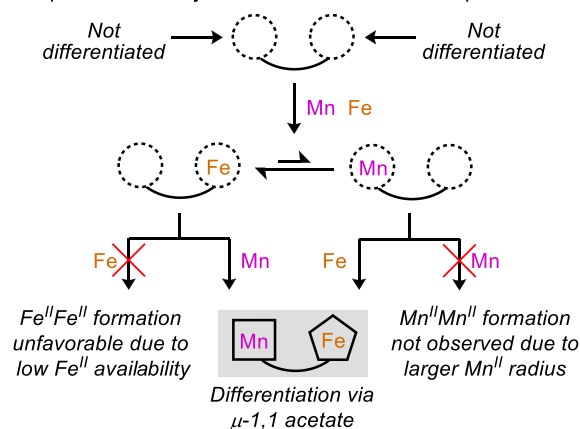 Not
differentiated
Not
differentiated
Mn Fe
Fe
Mn
Fe
Mn
Fe
Mn
Fe^{II}Fe^{II} formation
unfavorable due to
low Fe^{II} availability
Mn
Fe
Mn^{II}Mn^{II} formation
not observed due to
larger Mn^{II} radius
Differentiation via
μ-1,1 acetate